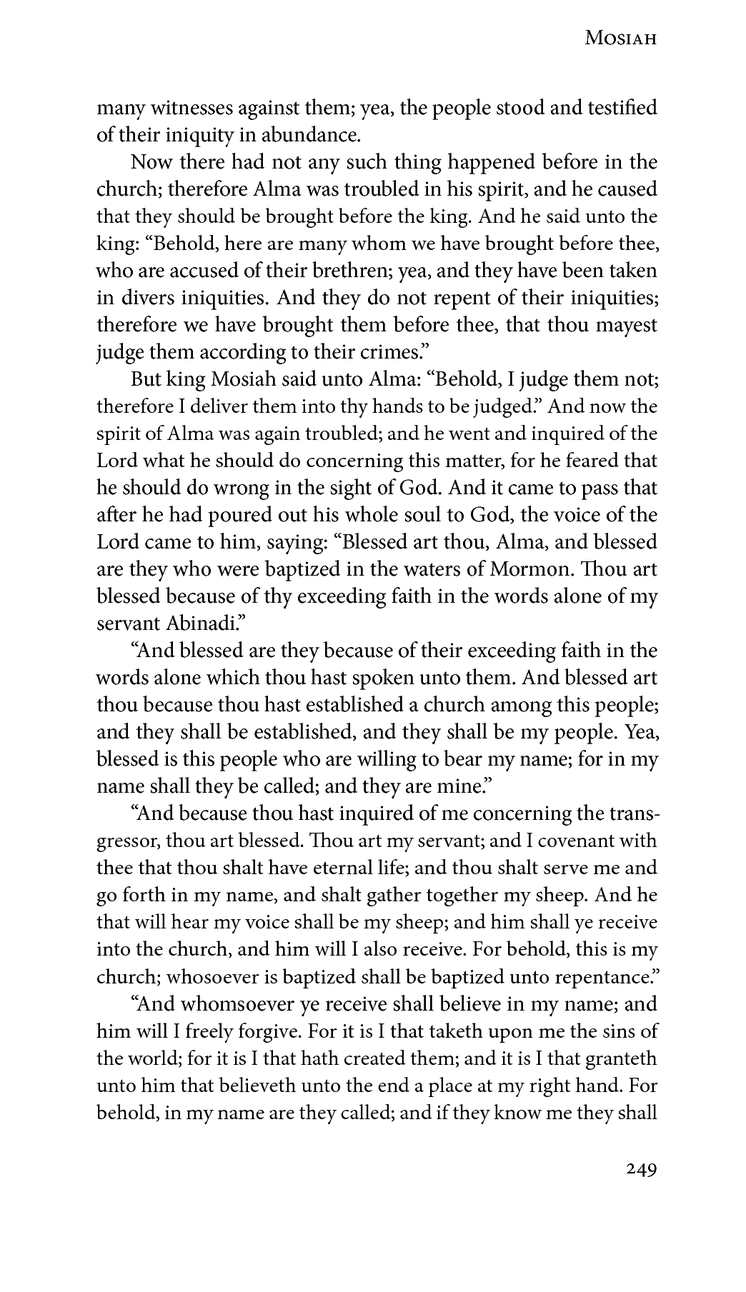 Mosiah
many witnesses against them; yea, the people stood and testified
of their iniquity in abundance.
Now there had not any such thing happened before in the
church; therefore Alma was troubled in his spirit, and he caused
that they should be brought before the king. And he said unto the
king: “Behold, here are many whom we have brought before thee,
who are accused of their brethren; yea, and they have been taken
in divers iniquities. And they do not repent of their iniquities;
therefore we have brought them before thee, that thou mayest
judge them according to their crimes.”
But king Mosiah said unto Alma: “Behold, I judge them not;
therefore I deliver them into thy hands to be judged.” And now the
spirit of Alma was again troubled; and he went and inquired of the
Lord what he should do concerning this matter, for he feared that
he should do wrong in the sight of God. And it came to pass that
after he had poured out his whole soul to God, the voice of the
Lord came to him, saying: “Blessed art thou, Alma, and blessed
are they who were baptized in the waters of Mormon. Thou art
blessed because of thy exceeding faith in the words alone of my
servant Abinadi.”
“And blessed are they because of their exceeding faith in the
words alone which thou hast spoken unto them. And blessed art
thou because thou hast established a church among this people;
and they shall be established, and they shall be my people. Yea,
blessed is this people who are willing to bear my name; for in my
name shall they be called; and they are mine.”
“And because thou hast inquired of me concerning the trans-
gressor, thou art blessed. Thou art my servant; and I covenant with
thee that thou shalt have eternal life; and thou shalt serve me and
go forth in my name, and shalt gather together my sheep. And he
that will hear my voice shall be my sheep; and him shall ye receive
into the church, and him will I also receive. For behold, this is my
church; whosoever is baptized shall be baptized unto repentance.”
“And whomsoever ye receive shall believe in my name; and
him will I freely forgive. For it is I that taketh upon me the sins of
the world; for it is I that hath created them; and it is I that granteth
unto him that believeth unto the end a place at my right hand. For
behold, in my name are they called; and if they know me they shall
249